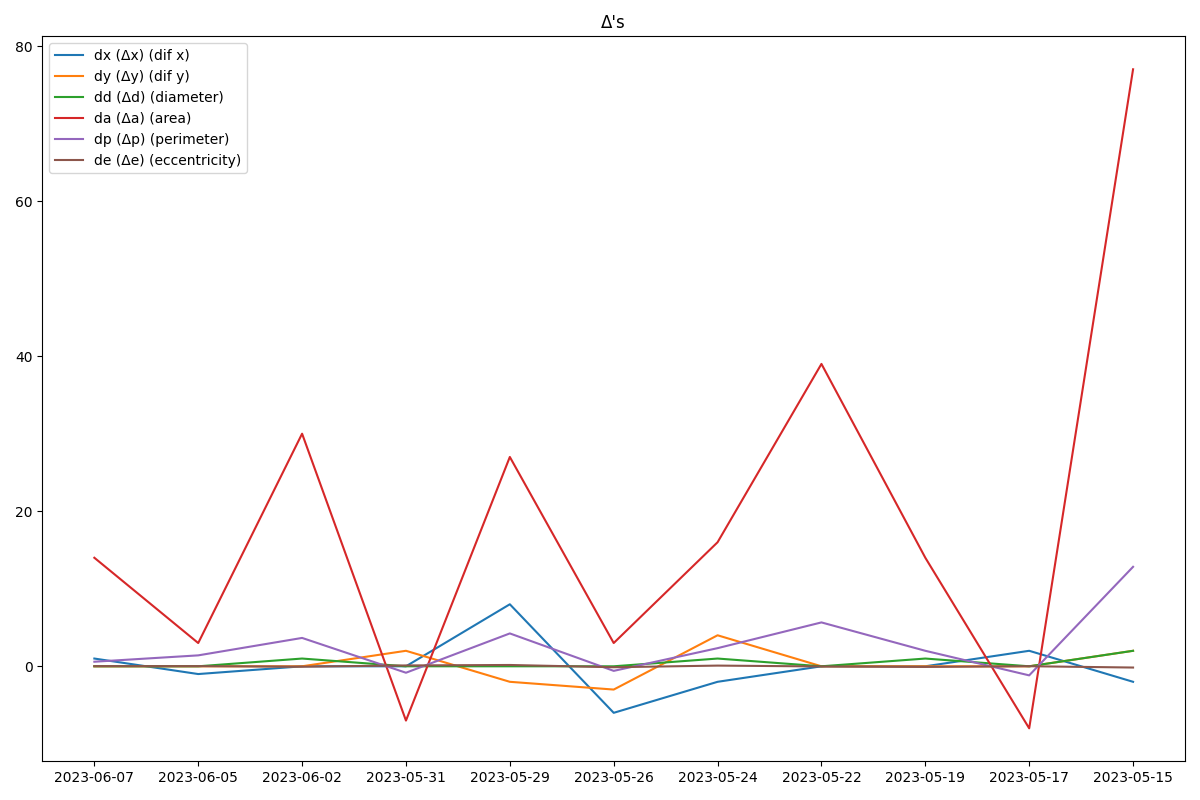 Δ's
dx (Δx) (dif x)
dy (Δy) (dif y)
dd (Δd) (diameter)
da (Δa) (area)
dp (Δp) (perimeter)
de (Δe) (eccentricity)
80
60
40
20
0
2023-06-07 2023-06-05 2023-06-02 2023-05-31 2023-05-29 2023-05-26 2023-05-24 2023-05-22 2023-05-19 2023-05-17 2023-05-15